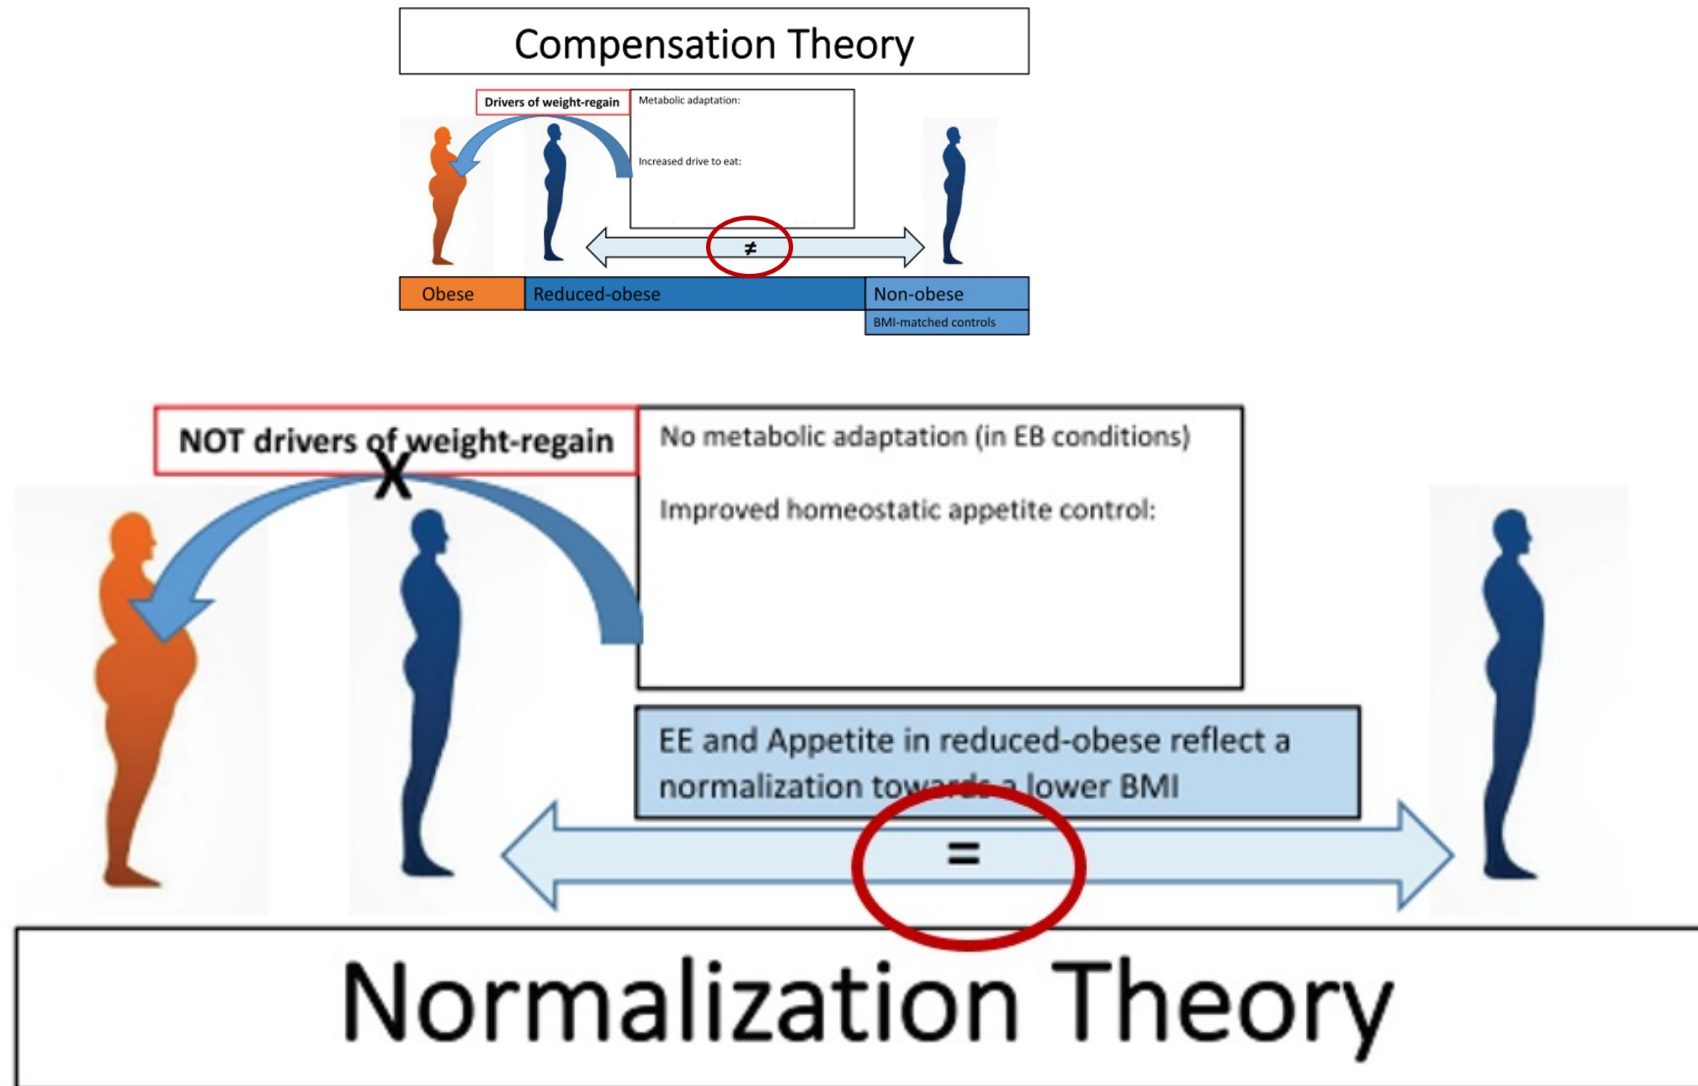 Compensation Theory
Drivers of weight-regain
Metabolic adaptation:
Increased drive to eat:
≠
Obese
Reduced-obese
Non-obese
BMI-matched controls
NOT drivers of weight-regain
X
No metabolic adaptation (in EB conditions)
Improved homeostatic appetite control:
EE and Appetite in reduced-obese reflect a
normalization towards a lower BMI
=
Normalization Theory